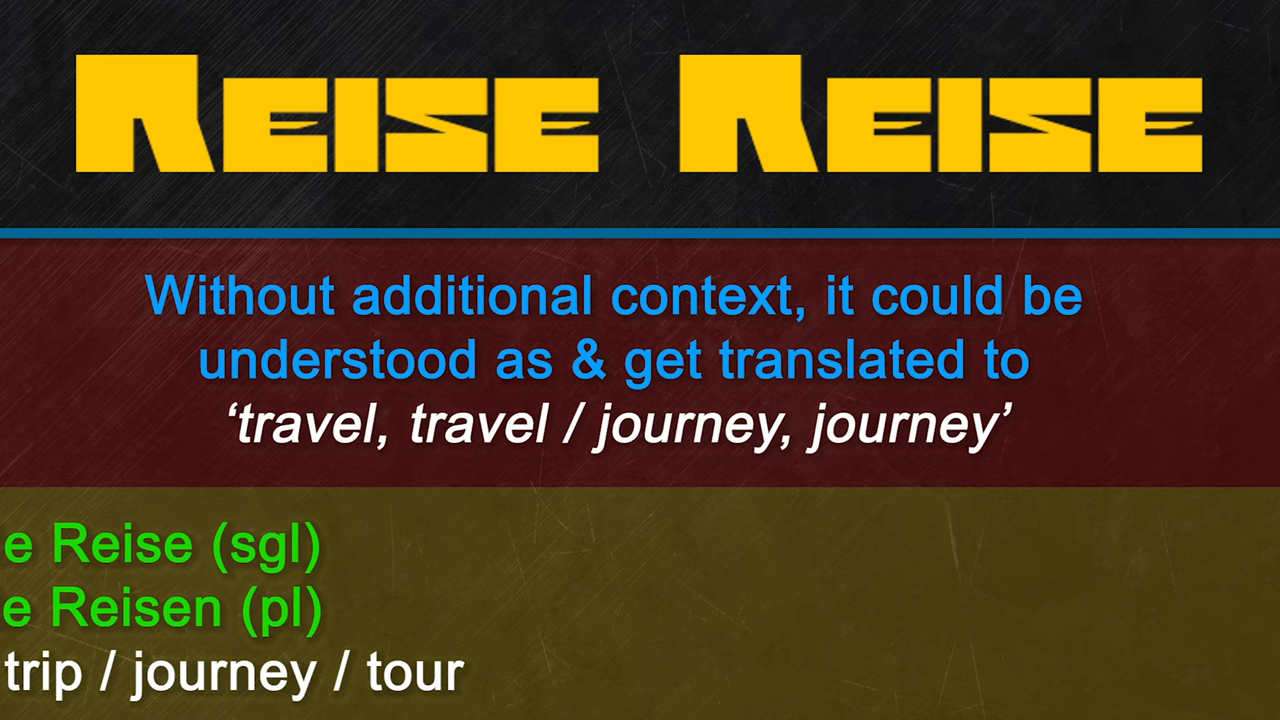 REISE REISE
Without additional context, it could be
understood as & get translated to
‘travel, travel / journey, journey’
e Reise (sgl)
e Reisen (pl)
trip / journey / tour